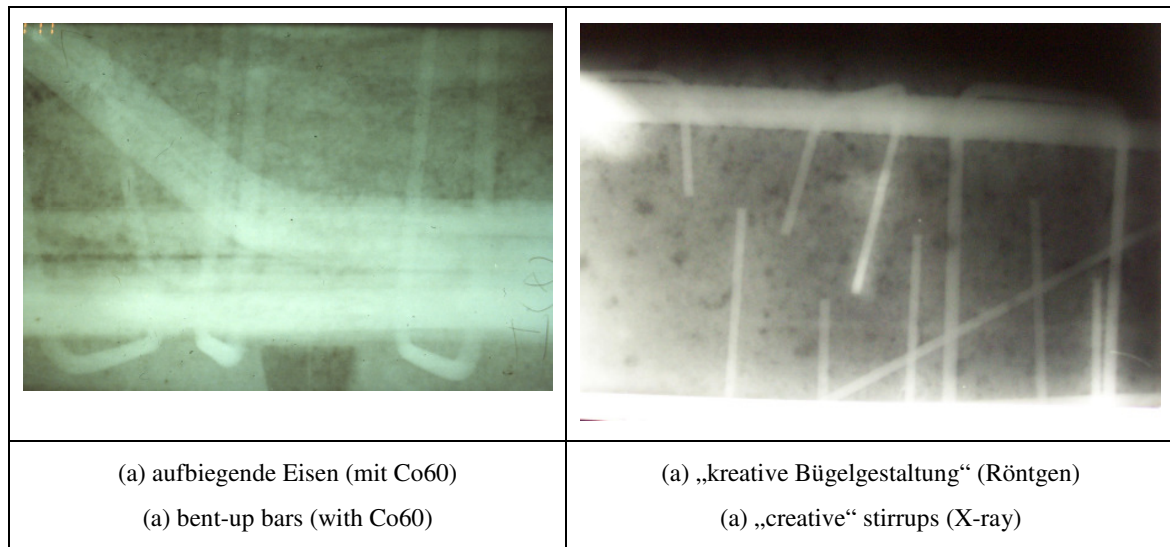 (a) aufbiegende Eisen (mit Co60)
(a) bent-up bars (with Co60)
(a) „kreative Bügelgestaltung“ (Röntgen)
(a) „creative“ stirrups (X-ray)